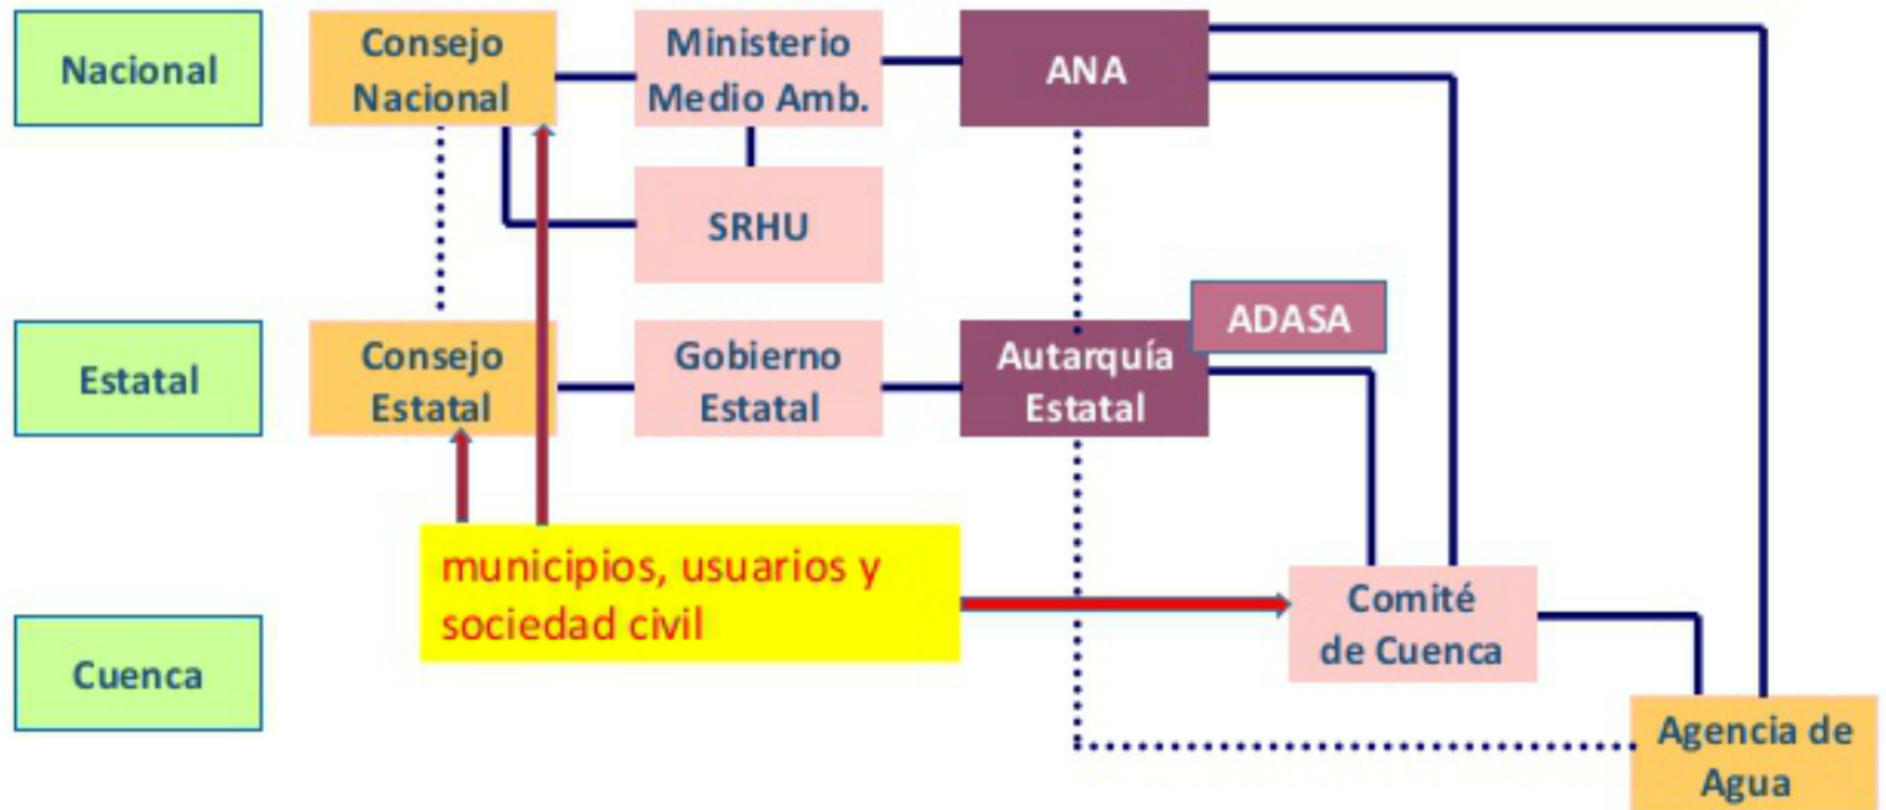 Nacional
Consejo
Nacional
Ministerio
Medio Amb.
ANA
SRHU
ADASA
Estatal
Consejo
Estatal
Gobierno
Estatal
Autarquía
Estatal
municipios, usuarios y
sociedad civil
Comité
de Cuenca
Cuenca
Agencia de
Agua